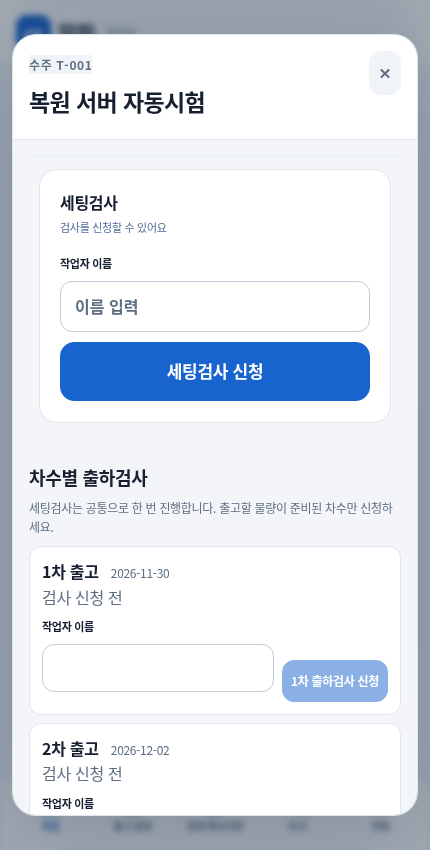 수주 T-001
복원 서버 자동시험
×
세팅검사
검사를 신청할 수 있어요
작업자 이름
이름 입력
세팅검사 신청
차수별 출하검사
세팅검사는 공통으로 한 번 진행합니다. 출고할 물량이 준비된 차수만 신청하
세요.
1차 출고 2026-11-30
검사 신청 전
작업자 이름
1차 출하검사 신청
2차 출고 2026-12-02
검사 신청 전
작업자 이름